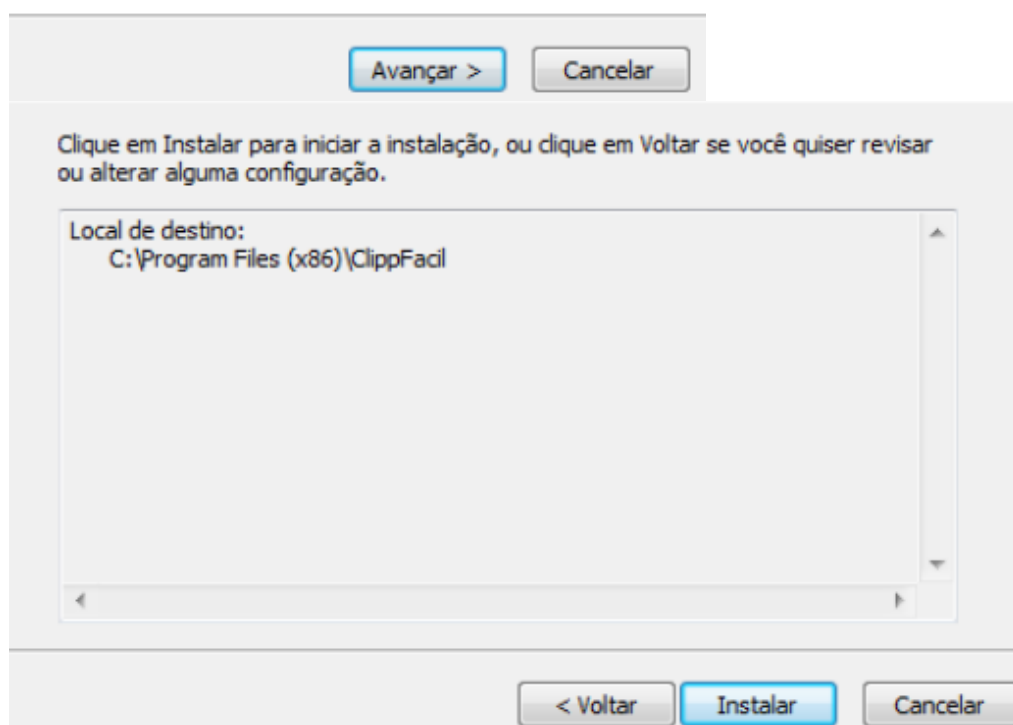 Avançar >
Cancelar
Clique em Instalar para iniciar a instalação, ou clique em Voltar se você quiser revisar
ou alterar alguma configuração.
Local de destino:
C:\Program Files (x86)\ClippFacil
< Voltar
Instalar
Cancelar